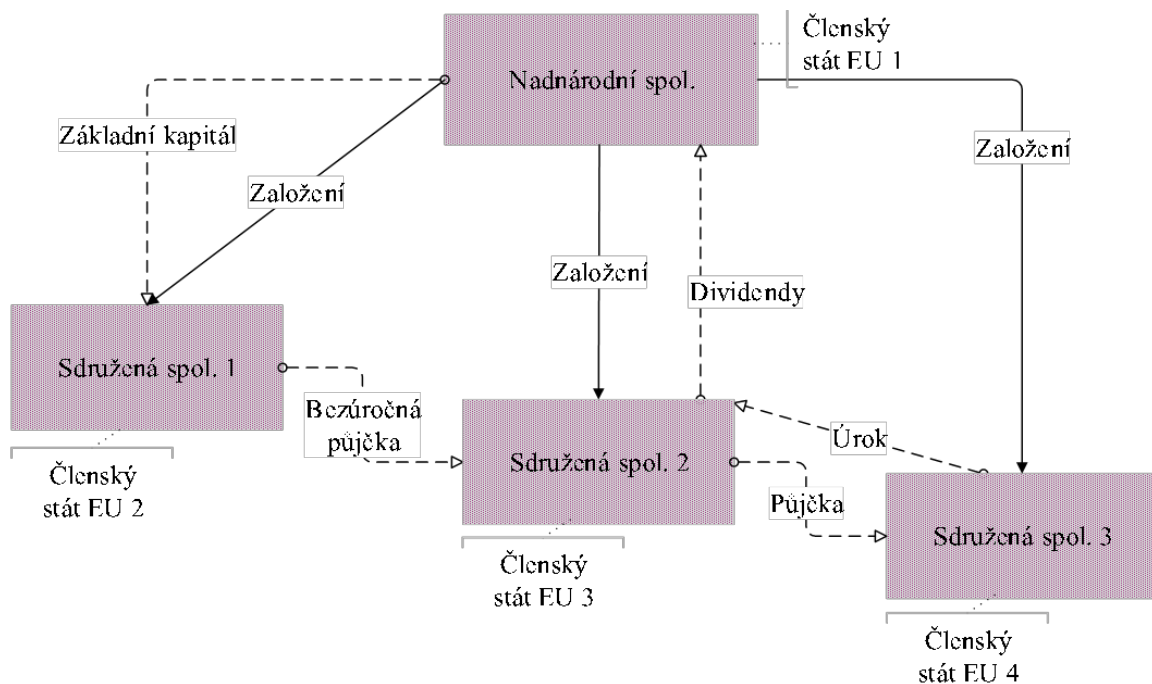 Členský
stát EU 1
Nadnárodní spol.
Základní kapitál
Založení
Založení
Založení
Dividendy
Sdružená spol. 1
Bezúročná
půjčka
Úrok
Členský
stát EU 2
Sdružená spol. 2
Půjčka
Sdružená spol. 3
Členský
stát EU 3
Členský
stát EU 4